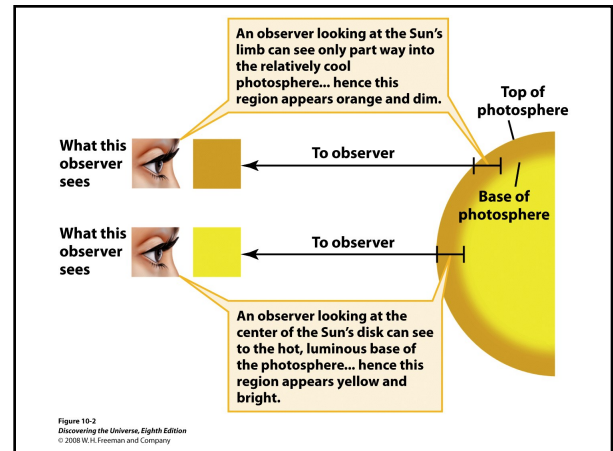 An observer looking at the Sun's
limb can see only part way into
the relatively cool
photosphere... hence this
region appears orange and dim.
Top of
photosphere
What this
observer
sees
To observer
Base of
photosphere
What this
observer
sees
To observer
An observer looking at the
center of the Sun's disk can see
to the hot, luminous base of
the photosphere... hence this
region appears yellow and
bright.
Figure 10-2
Discovering the Universe, Eighth Edition
© 2008 W. H. Freeman and Company